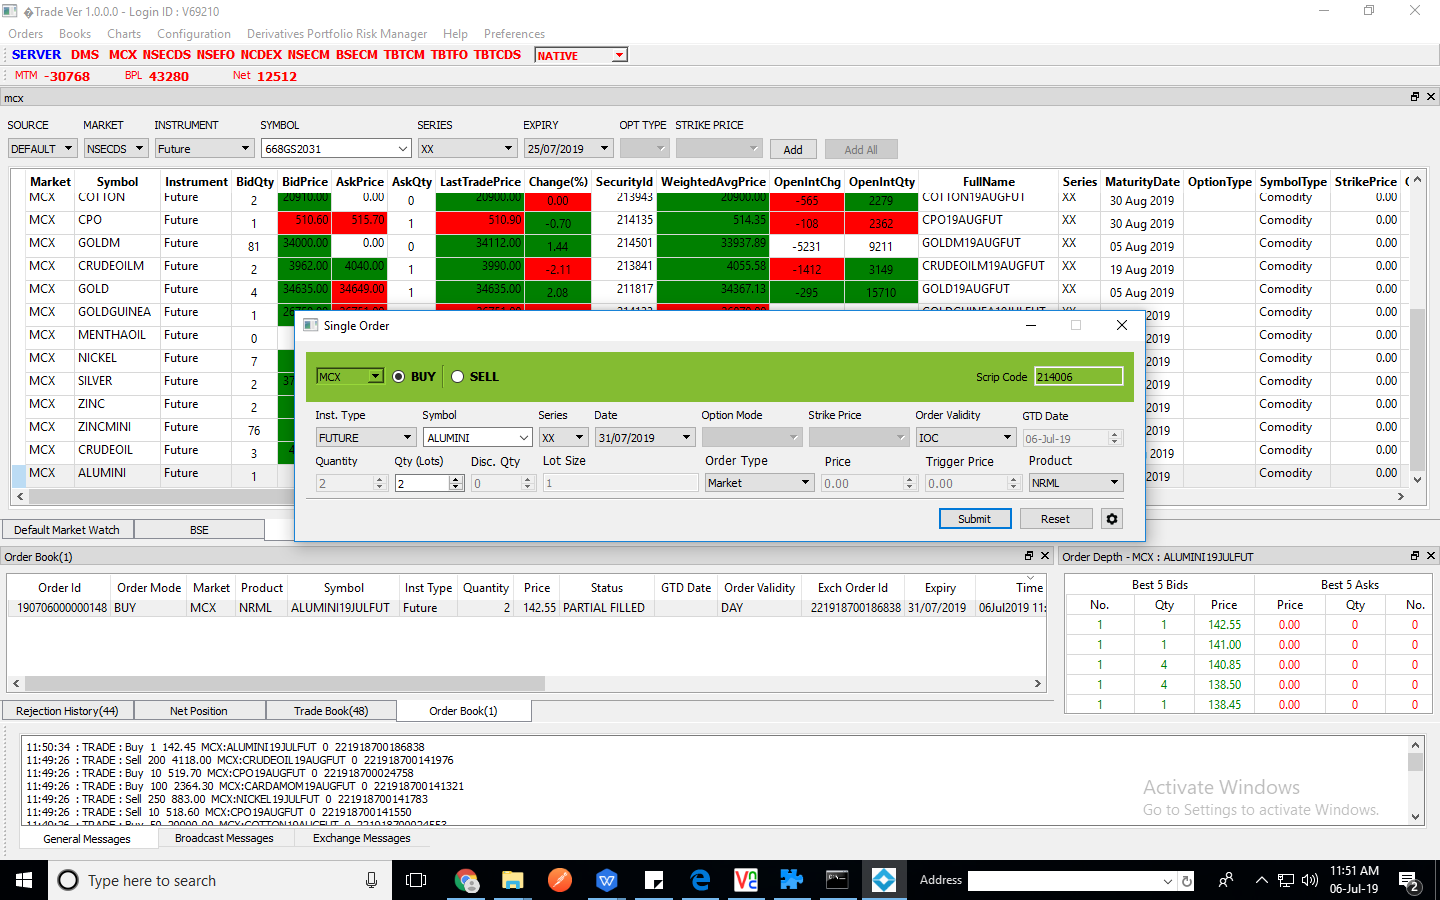 �Trade Ver 1.0.0.0 - Login ID : V69210
Orders Books Charts Configuration Derivatives Portfolio Risk Manager Help Preferences
SERVER DMS MCX NSECDS NSEFO NCDEX NSECM BSECM TBTCM TBTFO TBTCDS NATIVE
MTM -30768 BPL 43280 Net 12512
mcx
SOURCE MARKET INSTRUMENT SYMBOL SERIES EXPIRY OPT TYPE STRIKE PRICE
DEFAULT NSECDS Future 668GS2031 XX 25/07/2019 Add Add All
Market Symbol Instrument BidQty BidPrice AskPrice AskQty LastTradePrice Change(%) SecurityId WeightedAvgPrice OpenIntChg OpenIntQty FullName Series MaturityDate OptionType SymbolType StrikePrice
MCX COTTON Future 2 20910.00 0.00 0 20900.00 0.00 213943 20900.00 -565 2279 COTTON19AUGFUT XX 30 Aug 2019 Comodity 0.00
MCX CPO Future 1 510.60 515.70 1 510.90 -0.70 214135 514.35 -108 2362 CPO19AUGFUT XX 30 Aug 2019 Comodity 0.00
MCX GOLDM Future 81 34000.00 0.00 0 34112.00 1.44 214501 33937.89 -5231 9211 GOLDM19AUGFUT XX 05 Aug 2019 Comodity 0.00
MCX CRUDEOILM Future 2 3962.00 4040.00 1 3990.00 -2.11 213841 4055.58 -1412 3149 CRUDEOILM19AUGFUT XX 19 Aug 2019 Comodity 0.00
MCX GOLD Future 4 34635.00 34649.00 1 34635.00 2.08 211817 34367.13 -295 15710 GOLD19AUGFUT XX 05 Aug 2019 Comodity 0.00
MCX GOLDGUINEA Future 1 2019 Comodity 0.00
MCX MENTHAOIL Future 0 2019 Comodity 0.00
MCX NICKEL Future 7 2019 Comodity 0.00
MCX SILVER Future 2 2019 Comodity 0.00
MCX ZINC Future 2 2019 Comodity 0.00
MCX ZINCMINI Future 76 2019 Comodity 0.00
MCX CRUDEOIL Future 3 2019 Comodity 0.00
MCX ALUMINI Future 1 2019 Comodity 0.00
Single Order
MCX BUY SELL Scrip Code 214006
Inst. Type Symbol Series Date Option Mode Strike Price Order Validity GTD Date
FUTURE ALUMINI XX 31/07/2019 IOC 06-Jul-19
Quantity Qty (Lots) Disc. Qty Lot Size Order Type Price Trigger Price Product
2 2 0 1 Market 0.00 0.00 NRML
Submit Reset
Default Market Watch BSE
Order Book(1)
Order Id Order Mode Market Product Symbol Inst Type Quantity Price Status GTD Date Order Validity Exch Order Id Expiry Time
190706000000148 BUY MCX NRML ALUMINI19JULFUT Future 2 142.55 PARTIAL FILLED DAY 221918700186838 31/07/2019 06Jul2019 11:
Order Depth - MCX : ALUMINI19JULFUT
Best 5 Bids Best 5 Asks
No. Qty Price Price Qty No.
1 1 142.55 0.00 0 0
1 1 141.00 0.00 0 0
1 4 140.85 0.00 0 0
1 4 138.50 0.00 0 0
1 1 138.45 0.00 0 0
Rejection History(44) Net Position Trade Book(48) Order Book(1)
11:50:34 : TRADE : Buy 1 142.45 MCX:ALUMINI19JULFUT 0 221918700186838
11:49:26 : TRADE : Sell 200 4118.00 MCX:CRUDEOIL19AUGFUT 0 221918700141976
11:49:26 : TRADE : Buy 10 519.70 MCX:CPO19AUGFUT 0 221918700024758
11:49:26 : TRADE : Buy 100 2364.30 MCX:CARDAMOM19AUGFUT 0 221918700141321
11:49:26 : TRADE : Sell 250 883.00 MCX:NICKEL19JULFUT 0 221918700141783
11:49:26 : TRADE : Sell 10 518.60 MCX:CPO19AUGFUT 0 221918700141550
11:49:26 : TRADE : Buy 50 20900.00 MCX:COTTON19AUGFUT 0 221918700024553
General Messages Broadcast Messages Exchange Messages
Activate Windows
Go to Settings to activate Windows.
Type here to search
Address
11:51 AM
06-Jul-19
2